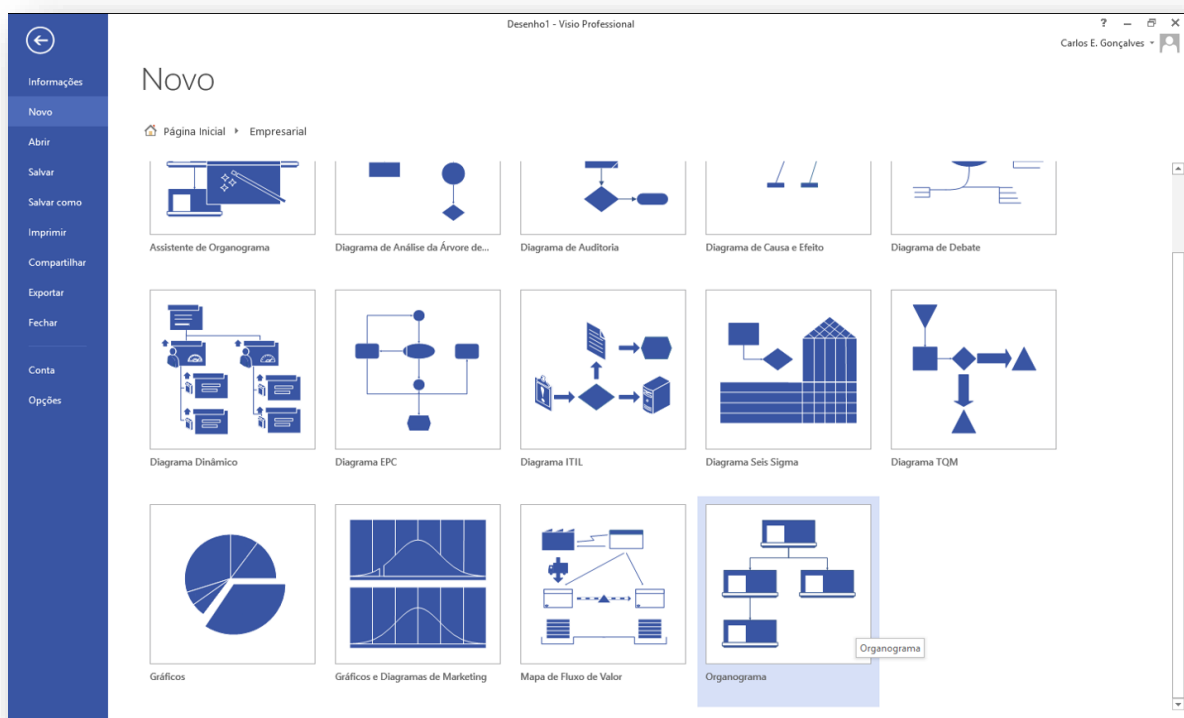 Desenho1 - Visio Professional
?
Carlos E. Gonçalves
Informações
Novo
Abrir
Salvar
Salvar como
Imprimir
Compartilhar
Exportar
Fechar
Conta
Opções
Novo
Página Inicial Empresarial
Assistente de Organograma Diagrama de Análise da Árvore de... Diagrama de Auditoria Diagrama de Causa e Efeito Diagrama de Debate
Diagrama Dinâmico Diagrama EPC Diagrama ITIL Diagrama Seis Sigma Diagrama TQM
Organograma
Gráficos Gráficos e Diagramas de Marketing Mapa de Fluxo de Valor Organograma